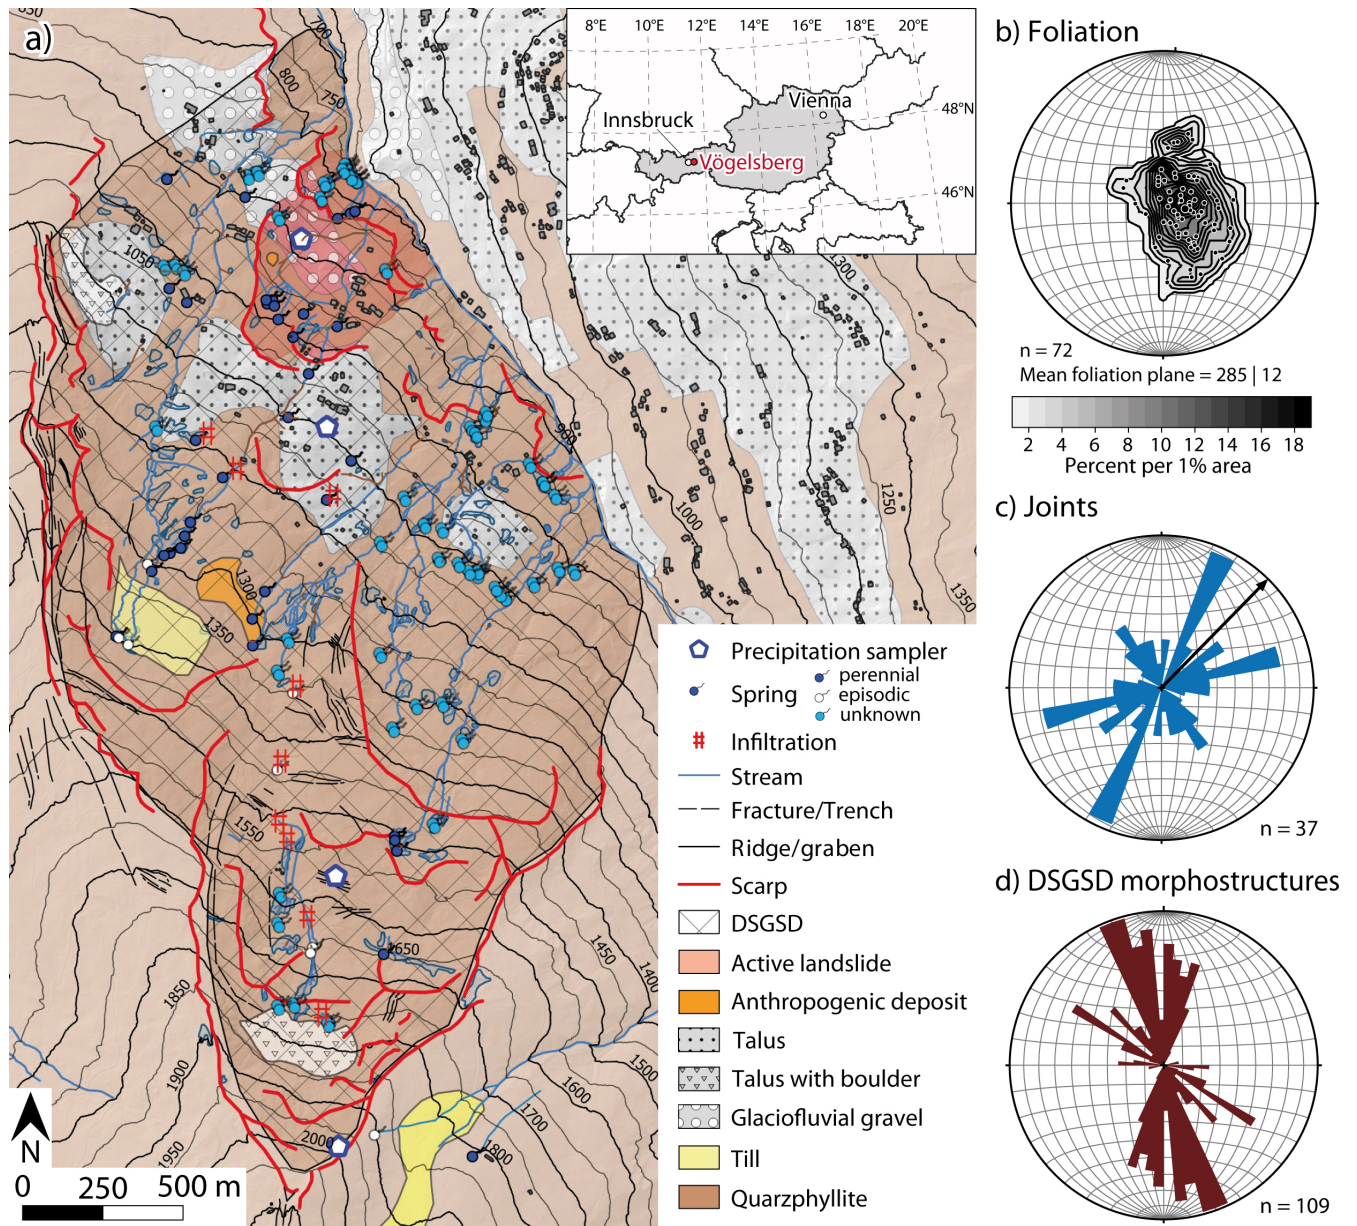 a)
650
700
800
750
1050
1300
1350
1550
1650
1850
1900
1950
2000
900
1000
1250
1300
1350
1450
1400
1500
1600
1700
1800
8°E 10°E 12°E 14°E 16°E 18°E 20°E
48°N
46°N
Vienna
Innsbruck
Vögelsberg
Precipitation sampler
Spring
perennial
episodic
unknown
Infiltration
Stream
Fracture/Trench
Ridge/graben
Scarp
DSGSD
Active landslide
Anthropogenic deposit
Talus
Talus with boulder
Glaciofluvial gravel
Till
Quarzphyllite
N
0 250 500 m
b) Foliation
n = 72
Mean foliation plane = 285 | 12
2 4 6 8 10 12 14 16 18
Percent per 1% area
c) Joints
n = 37
d) DSGSD morphostructures
n = 109